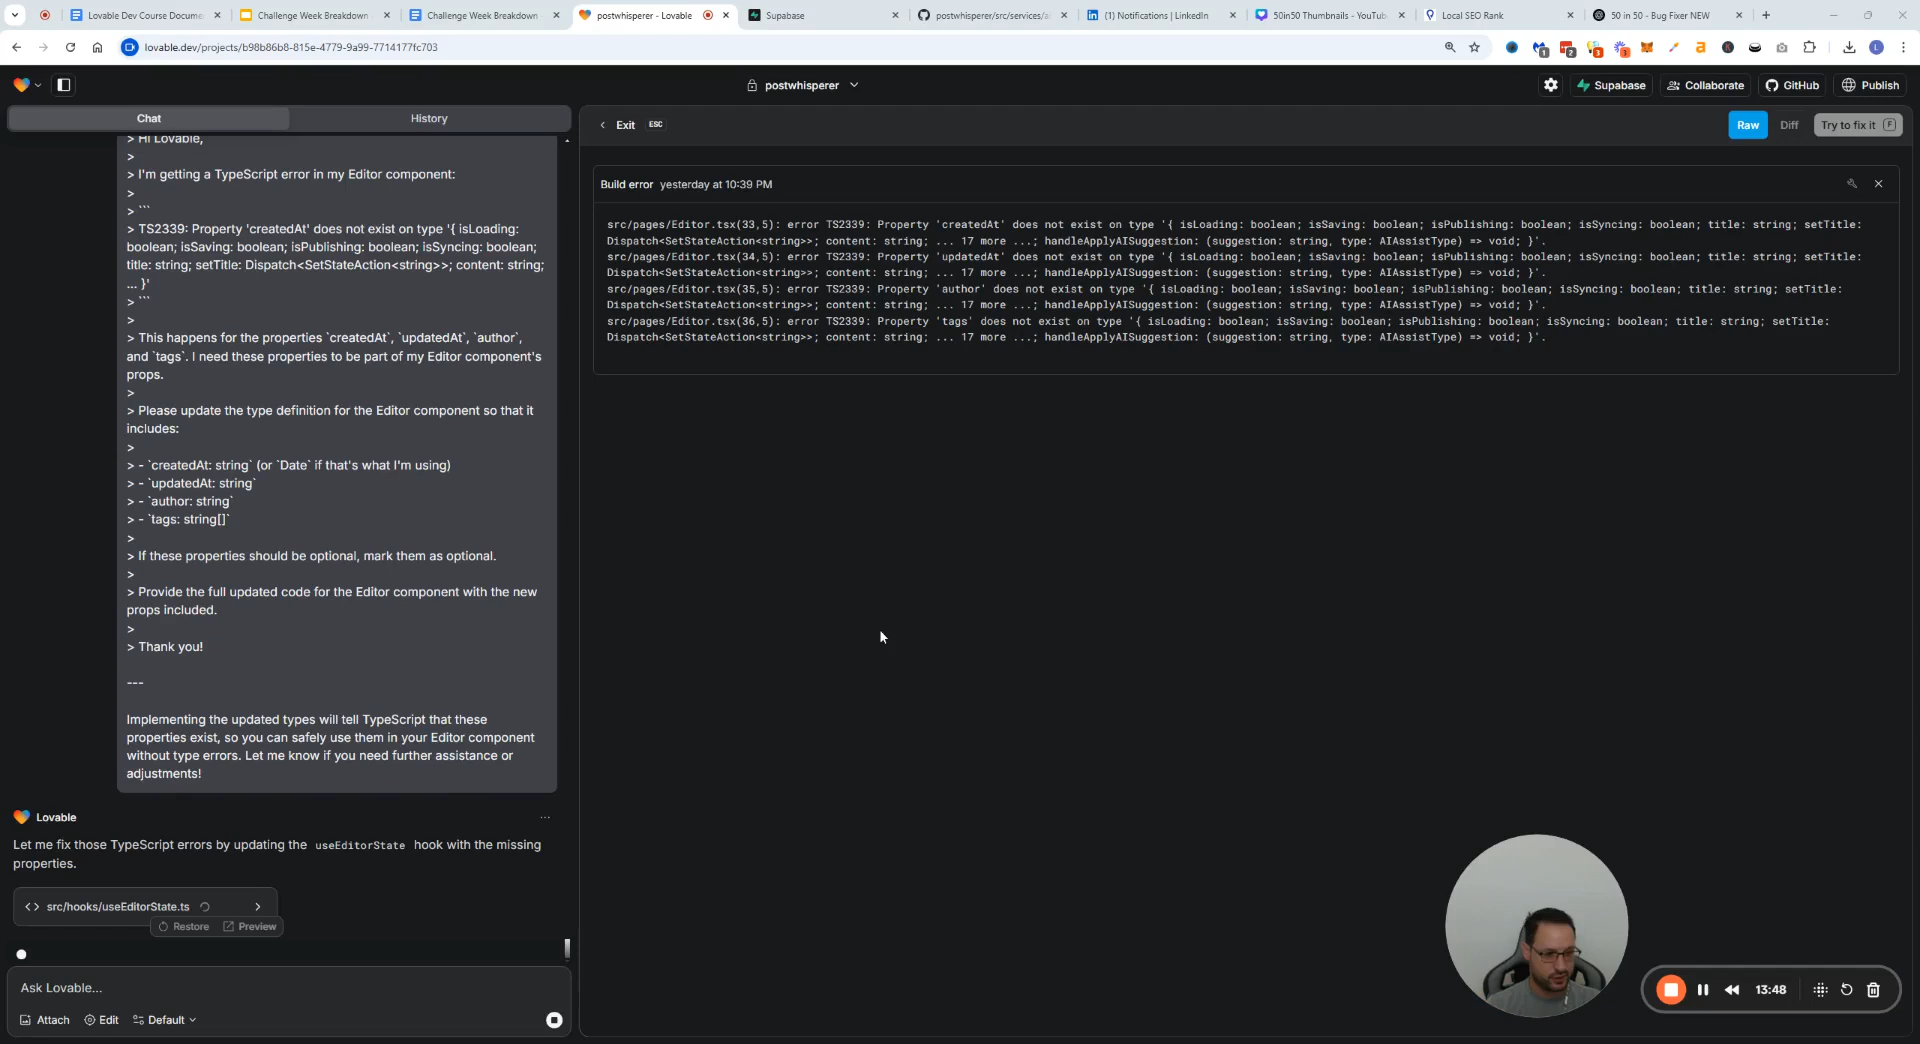 Lovable Dev Course Docume
Challenge Week Breakdown
Challenge Week Breakdown
postwhisperer - Lovable
Supabase
postwhisperer/src/services/a
(1) Notifications | LinkedIn
50in50 Thumbnails - YouTub
Local SEO Rank
50 in 50 - Bug Fixer NEW
lovable.dev/projects/b98b86b8-815e-4779-9a99-7714177fc703
postwhisperer
Supabase
Collaborate
GitHub
Publish
Chat
History
Exit
ESC
Raw
Diff
Try to fix it
F
> Hi Lovable,
>
> I'm getting a TypeScript error in my Editor component:
>
> ```
> TS2339: Property 'createdAt' does not exist on type '{ isLoading:
boolean; isSaving: boolean; isPublishing: boolean; isSyncing: boolean;
title: string; setTitle: Dispatch<SetStateAction<string>>; content: string;
... }'
> ```
>
> This happens for the properties `createdAt`, `updatedAt`, `author`,
and `tags`. I need these properties to be part of my Editor component's
props.
>
> Please update the type definition for the Editor component so that it
includes:
>
> - `createdAt: string` (or `Date` if that's what I'm using)
> - `updatedAt: string`
> - `author: string`
> - `tags: string[]`
>
> If these properties should be optional, mark them as optional.
>
> Provide the full updated code for the Editor component with the new
props included.
>
> Thank you!
---
Implementing the updated types will tell TypeScript that these
properties exist, so you can safely use them in your Editor component
without type errors. Let me know if you need further assistance or
adjustments!
Lovable
Let me fix those TypeScript errors by updating the useEditorState hook with the missing
properties.
<> src/hooks/useEditorState.ts
Restore
Preview
Ask Lovable...
Attach
Edit
Default
Build error yesterday at 10:39 PM
src/pages/Editor.tsx(33,5): error TS2339: Property 'createdAt' does not exist on type '{ isLoading: boolean; isSaving: boolean; isPublishing: boolean; isSyncing: boolean; title: string; setTitle:
Dispatch<SetStateAction<string>>; content: string; ... 17 more ...; handleApplyAISuggestion: (suggestion: string, type: AIAssistType) => void; }'.
src/pages/Editor.tsx(34,5): error TS2339: Property 'updatedAt' does not exist on type '{ isLoading: boolean; isSaving: boolean; isPublishing: boolean; isSyncing: boolean; title: string; setTitle:
Dispatch<SetStateAction<string>>; content: string; ... 17 more ...; handleApplyAISuggestion: (suggestion: string, type: AIAssistType) => void; }'.
src/pages/Editor.tsx(35,5): error TS2339: Property 'author' does not exist on type '{ isLoading: boolean; isSaving: boolean; isPublishing: boolean; isSyncing: boolean; title: string; setTitle:
Dispatch<SetStateAction<string>>; content: string; ... 17 more ...; handleApplyAISuggestion: (suggestion: string, type: AIAssistType) => void; }'.
src/pages/Editor.tsx(36,5): error TS2339: Property 'tags' does not exist on type '{ isLoading: boolean; isSaving: boolean; isPublishing: boolean; isSyncing: boolean; title: string; setTitle:
Dispatch<SetStateAction<string>>; content: string; ... 17 more ...; handleApplyAISuggestion: (suggestion: string, type: AIAssistType) => void; }'.
13:48